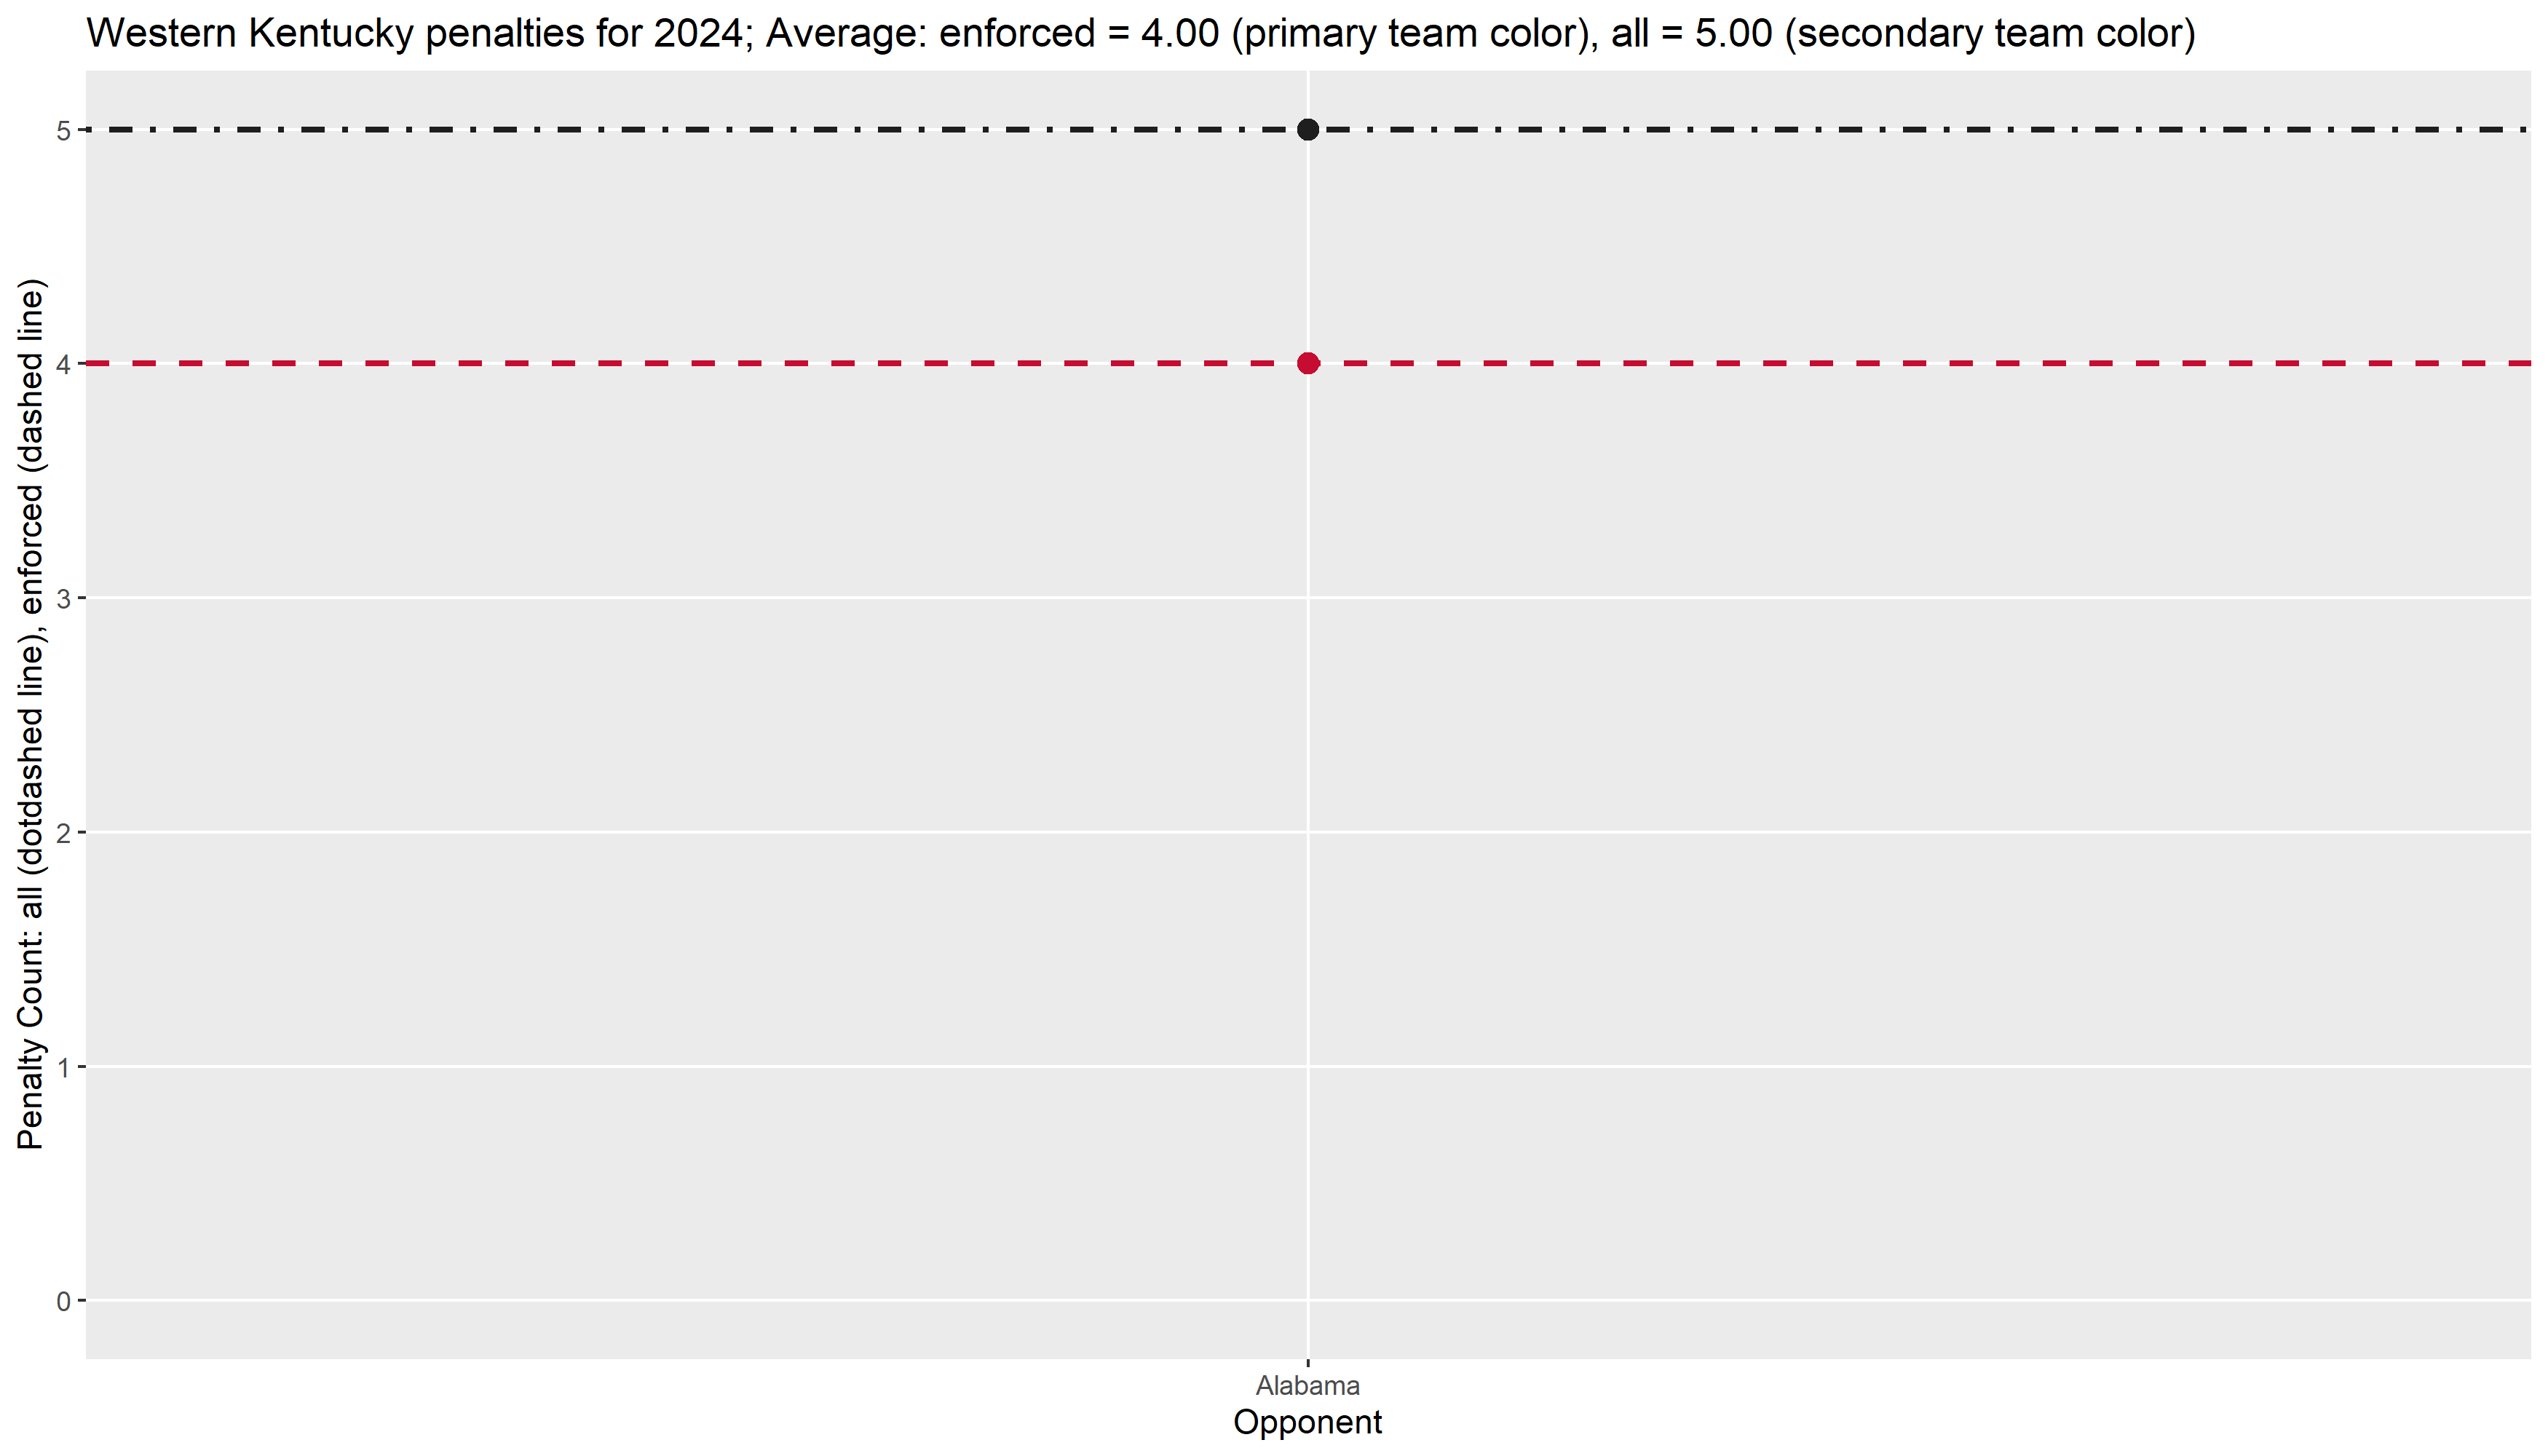 Western Kentucky penalties for 2024; Average: enforced = 4.00 (primary team color), all = 5.00 (secondary team color)
Penalty Count: all (dotdashed line), enforced (dashed line)
5
4
3
2
1
0
Alabama
Opponent